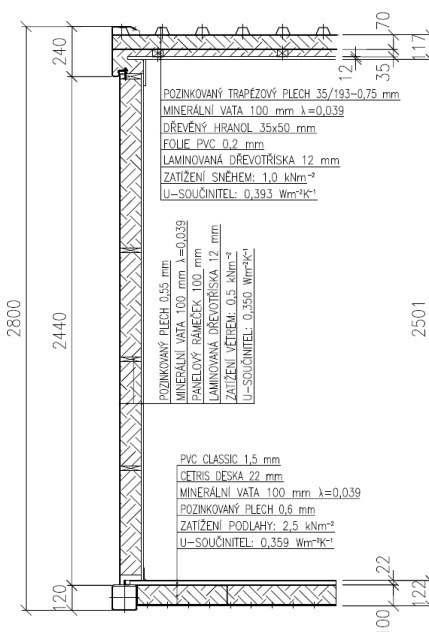 240
2440
2800
120
70
117
35
12
2501
22
122
100
POZINKOVANÝ TRAPÉZOVÝ PLECH 35/193-0,75 mm
MINERÁLNÍ VATA 100 mm λ=0,039
DŘEVĚNÝ HRANOL 35x50 mm
FOLIE PVC 0,2 mm
LAMINOVANÁ DŘEVOTŘÍSKA 12 mm
ZATÍŽENÍ SNĚHEM: 1,0 kNm⁻²
U-SOUČINITEL: 0,393 Wm⁻²K⁻¹
POZINKOVANÝ PLECH 0,55 mm
MINERÁLNÍ VATA 100 mm λ=0,039
PANELOVÝ RÁMEČEK 100 mm
LAMINOVANÁ DŘEVOTŘÍSKA 12 mm
ZATÍŽENÍ VĚTREM: 0,5 kNm⁻²
U-SOUČINITEL: 0,350 Wm⁻²K⁻¹
PVC CLASSIC 1,5 mm
CETRIS DESKA 22 mm
MINERÁLNÍ VATA 100 mm λ=0,039
POZINKOVANÝ PLECH 0,6 mm
ZATÍŽENÍ PODLAHY: 2,5 kNm⁻²
U-SOUČINITEL: 0,359 Wm⁻²K⁻¹